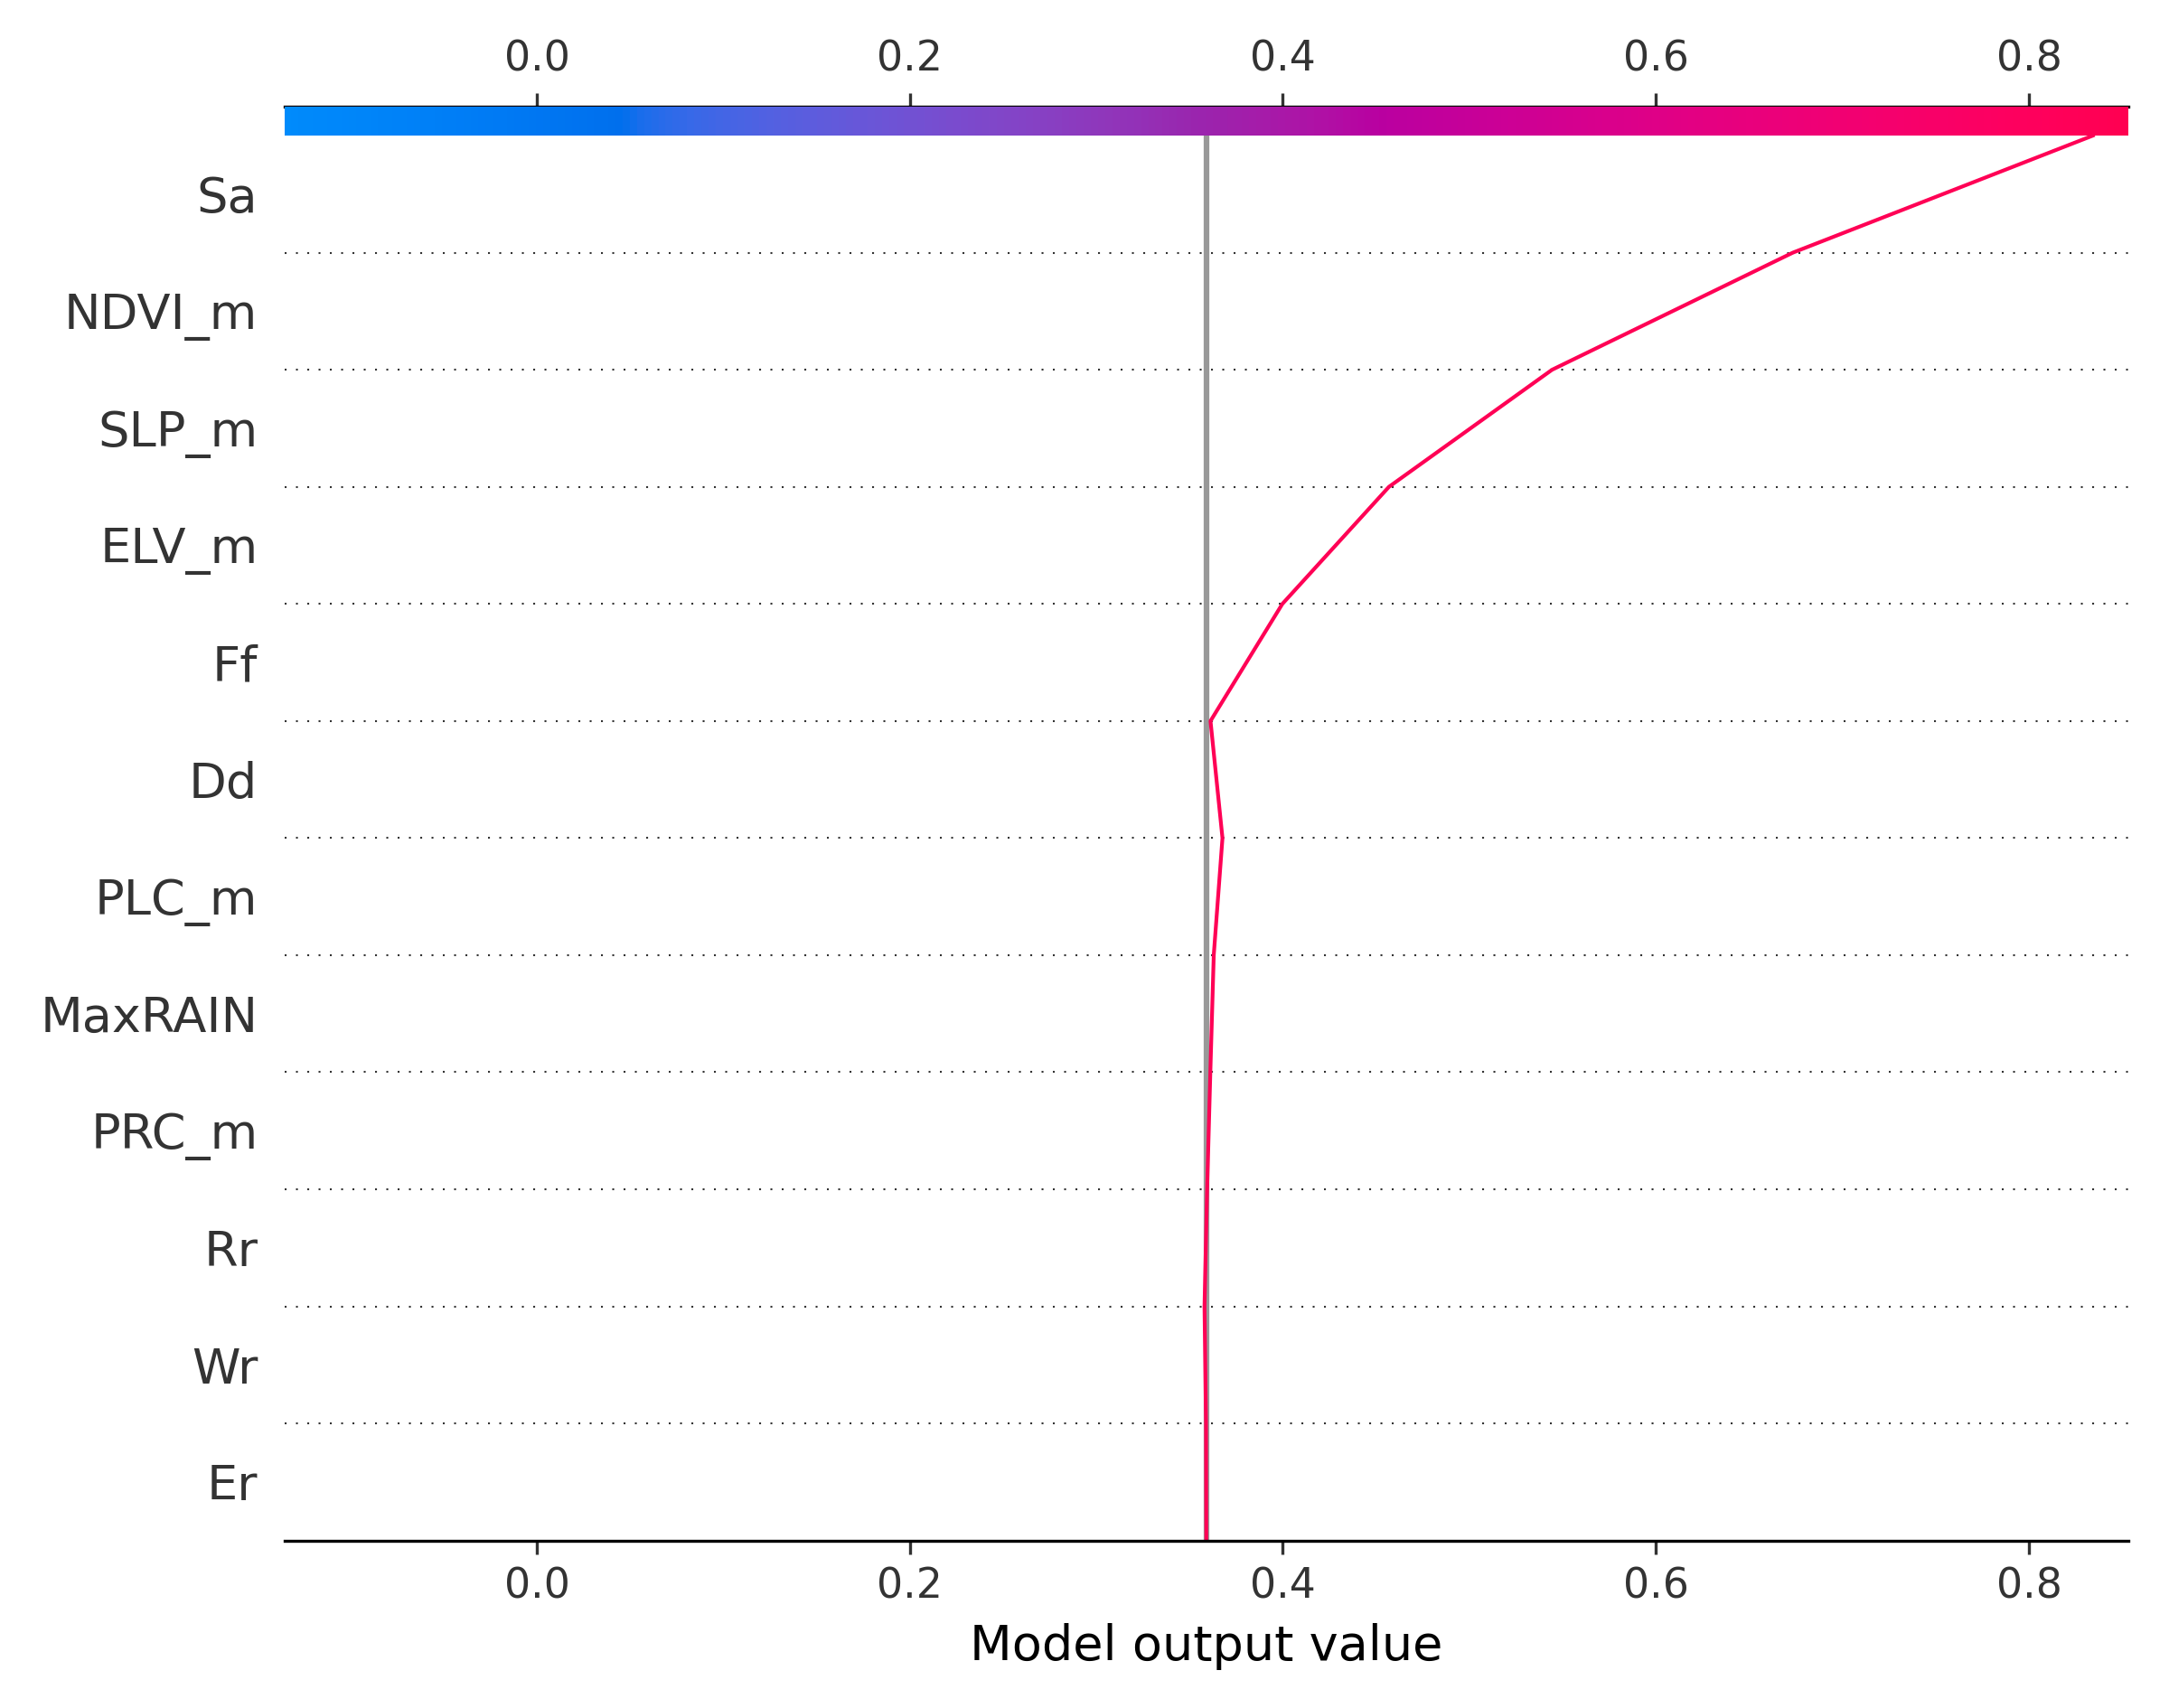 0.0 0.2 0.4 0.6 0.8
Sa
NDVI_m
SLP_m
ELV_m
Ff
Dd
PLC_m
MaxRAIN
PRC_m
Rr
Wr
Er
0.0 0.2 0.4 0.6 0.8
Model output value